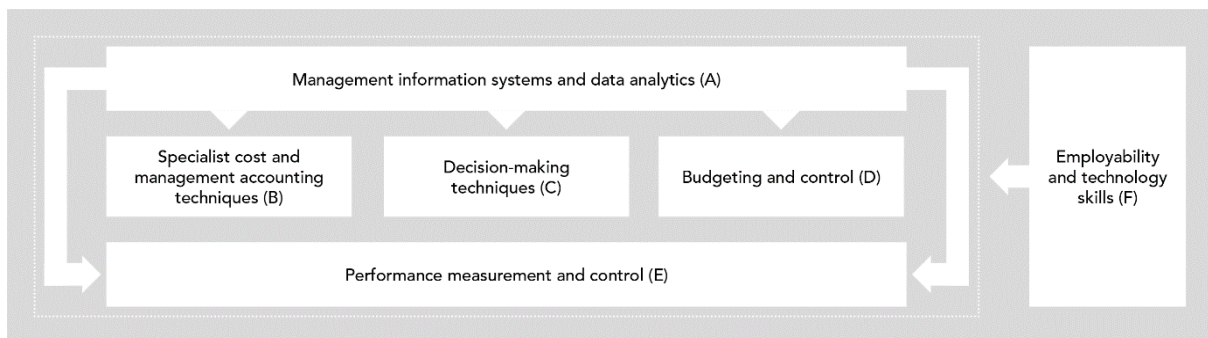 Management information systems and data analytics (A)
Specialist cost and
management accounting
techniques (B)
Decision-making
techniques (C)
Budgeting and control (D)
Employability
and technology
skills (F)
Performance measurement and control (E)